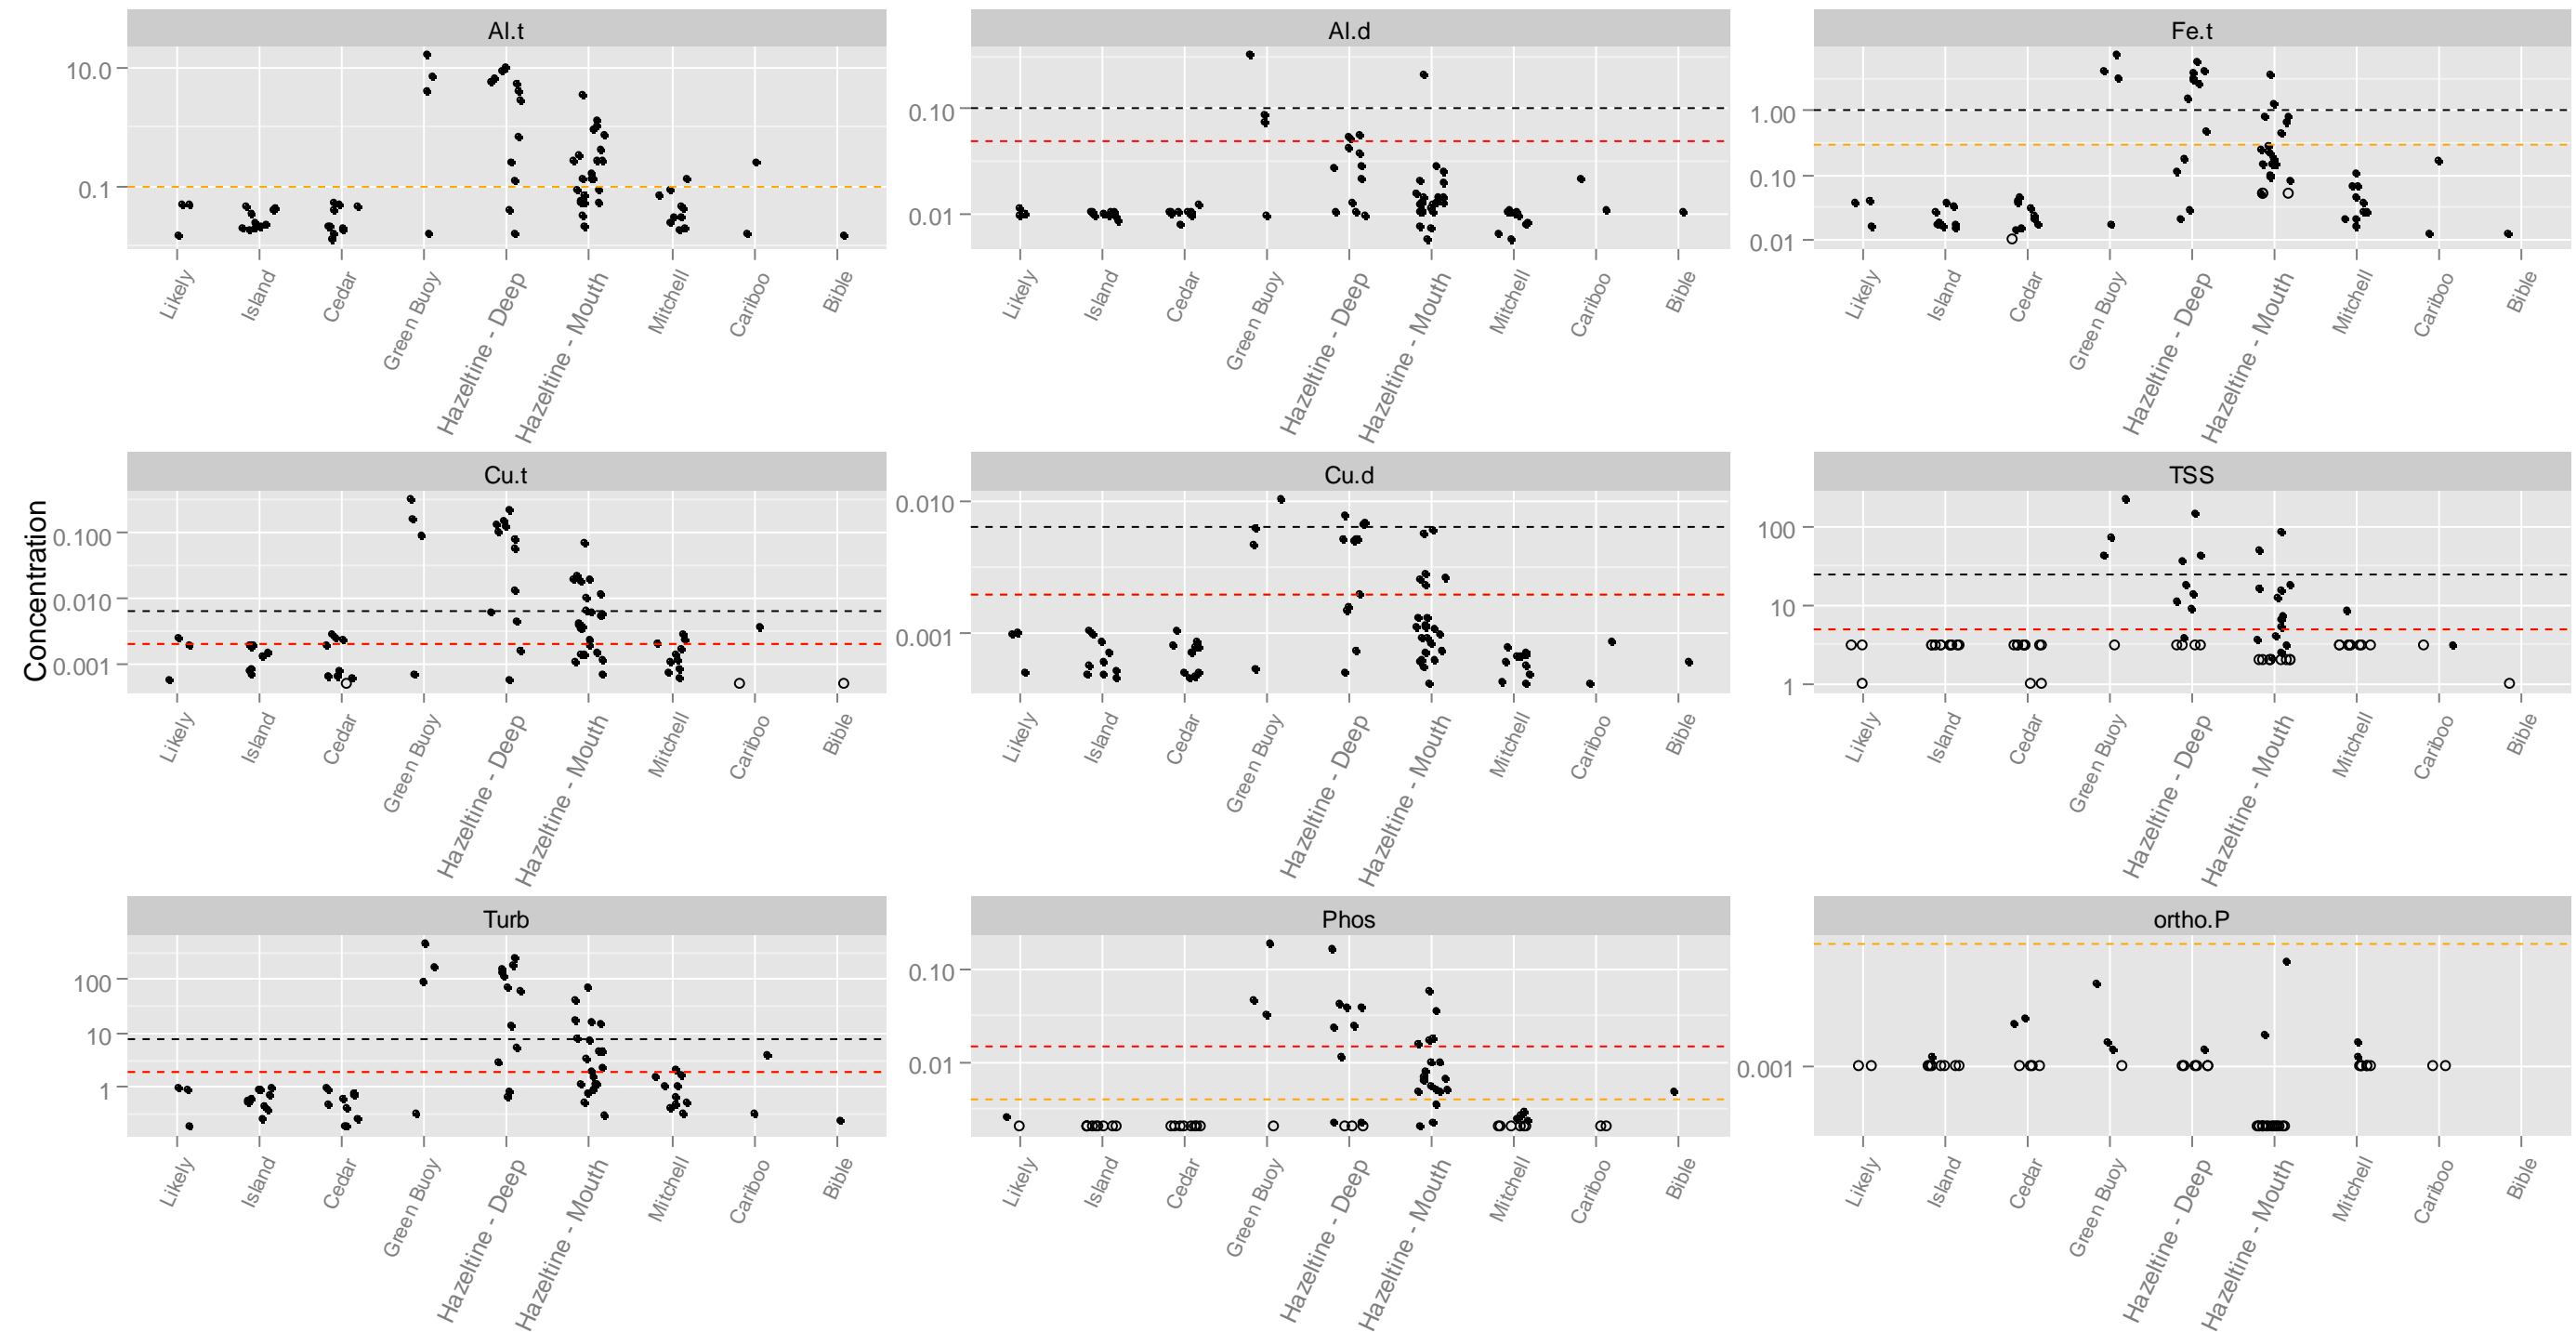 Al.t
10.0
0.1
Likely
Island
Cedar
Green Buoy
Hazeltine - Deep
Hazeltine - Mouth
Mitchell
Cariboo
Bible
Al.d
0.10
0.01
Likely
Island
Cedar
Green Buoy
Hazeltine - Deep
Hazeltine - Mouth
Mitchell
Cariboo
Bible
Fe.t
1.00
0.10
0.01
Likely
Island
Cedar
Green Buoy
Hazeltine - Deep
Hazeltine - Mouth
Mitchell
Cariboo
Bible
Concentration
Cu.t
0.100
0.010
0.001
Likely
Island
Cedar
Green Buoy
Hazeltine - Deep
Hazeltine - Mouth
Mitchell
Cariboo
Bible
Cu.d
0.010
0.001
Likely
Island
Cedar
Green Buoy
Hazeltine - Deep
Hazeltine - Mouth
Mitchell
Cariboo
Bible
TSS
100
10
1
Likely
Island
Cedar
Green Buoy
Hazeltine - Deep
Hazeltine - Mouth
Mitchell
Cariboo
Bible
Turb
100
10
1
Likely
Island
Cedar
Green Buoy
Hazeltine - Deep
Hazeltine - Mouth
Mitchell
Cariboo
Bible
Phos
0.10
0.01
Likely
Island
Cedar
Green Buoy
Hazeltine - Deep
Hazeltine - Mouth
Mitchell
Cariboo
Bible
ortho.P
0.001
Likely
Island
Cedar
Green Buoy
Hazeltine - Deep
Hazeltine - Mouth
Mitchell
Cariboo
Bible